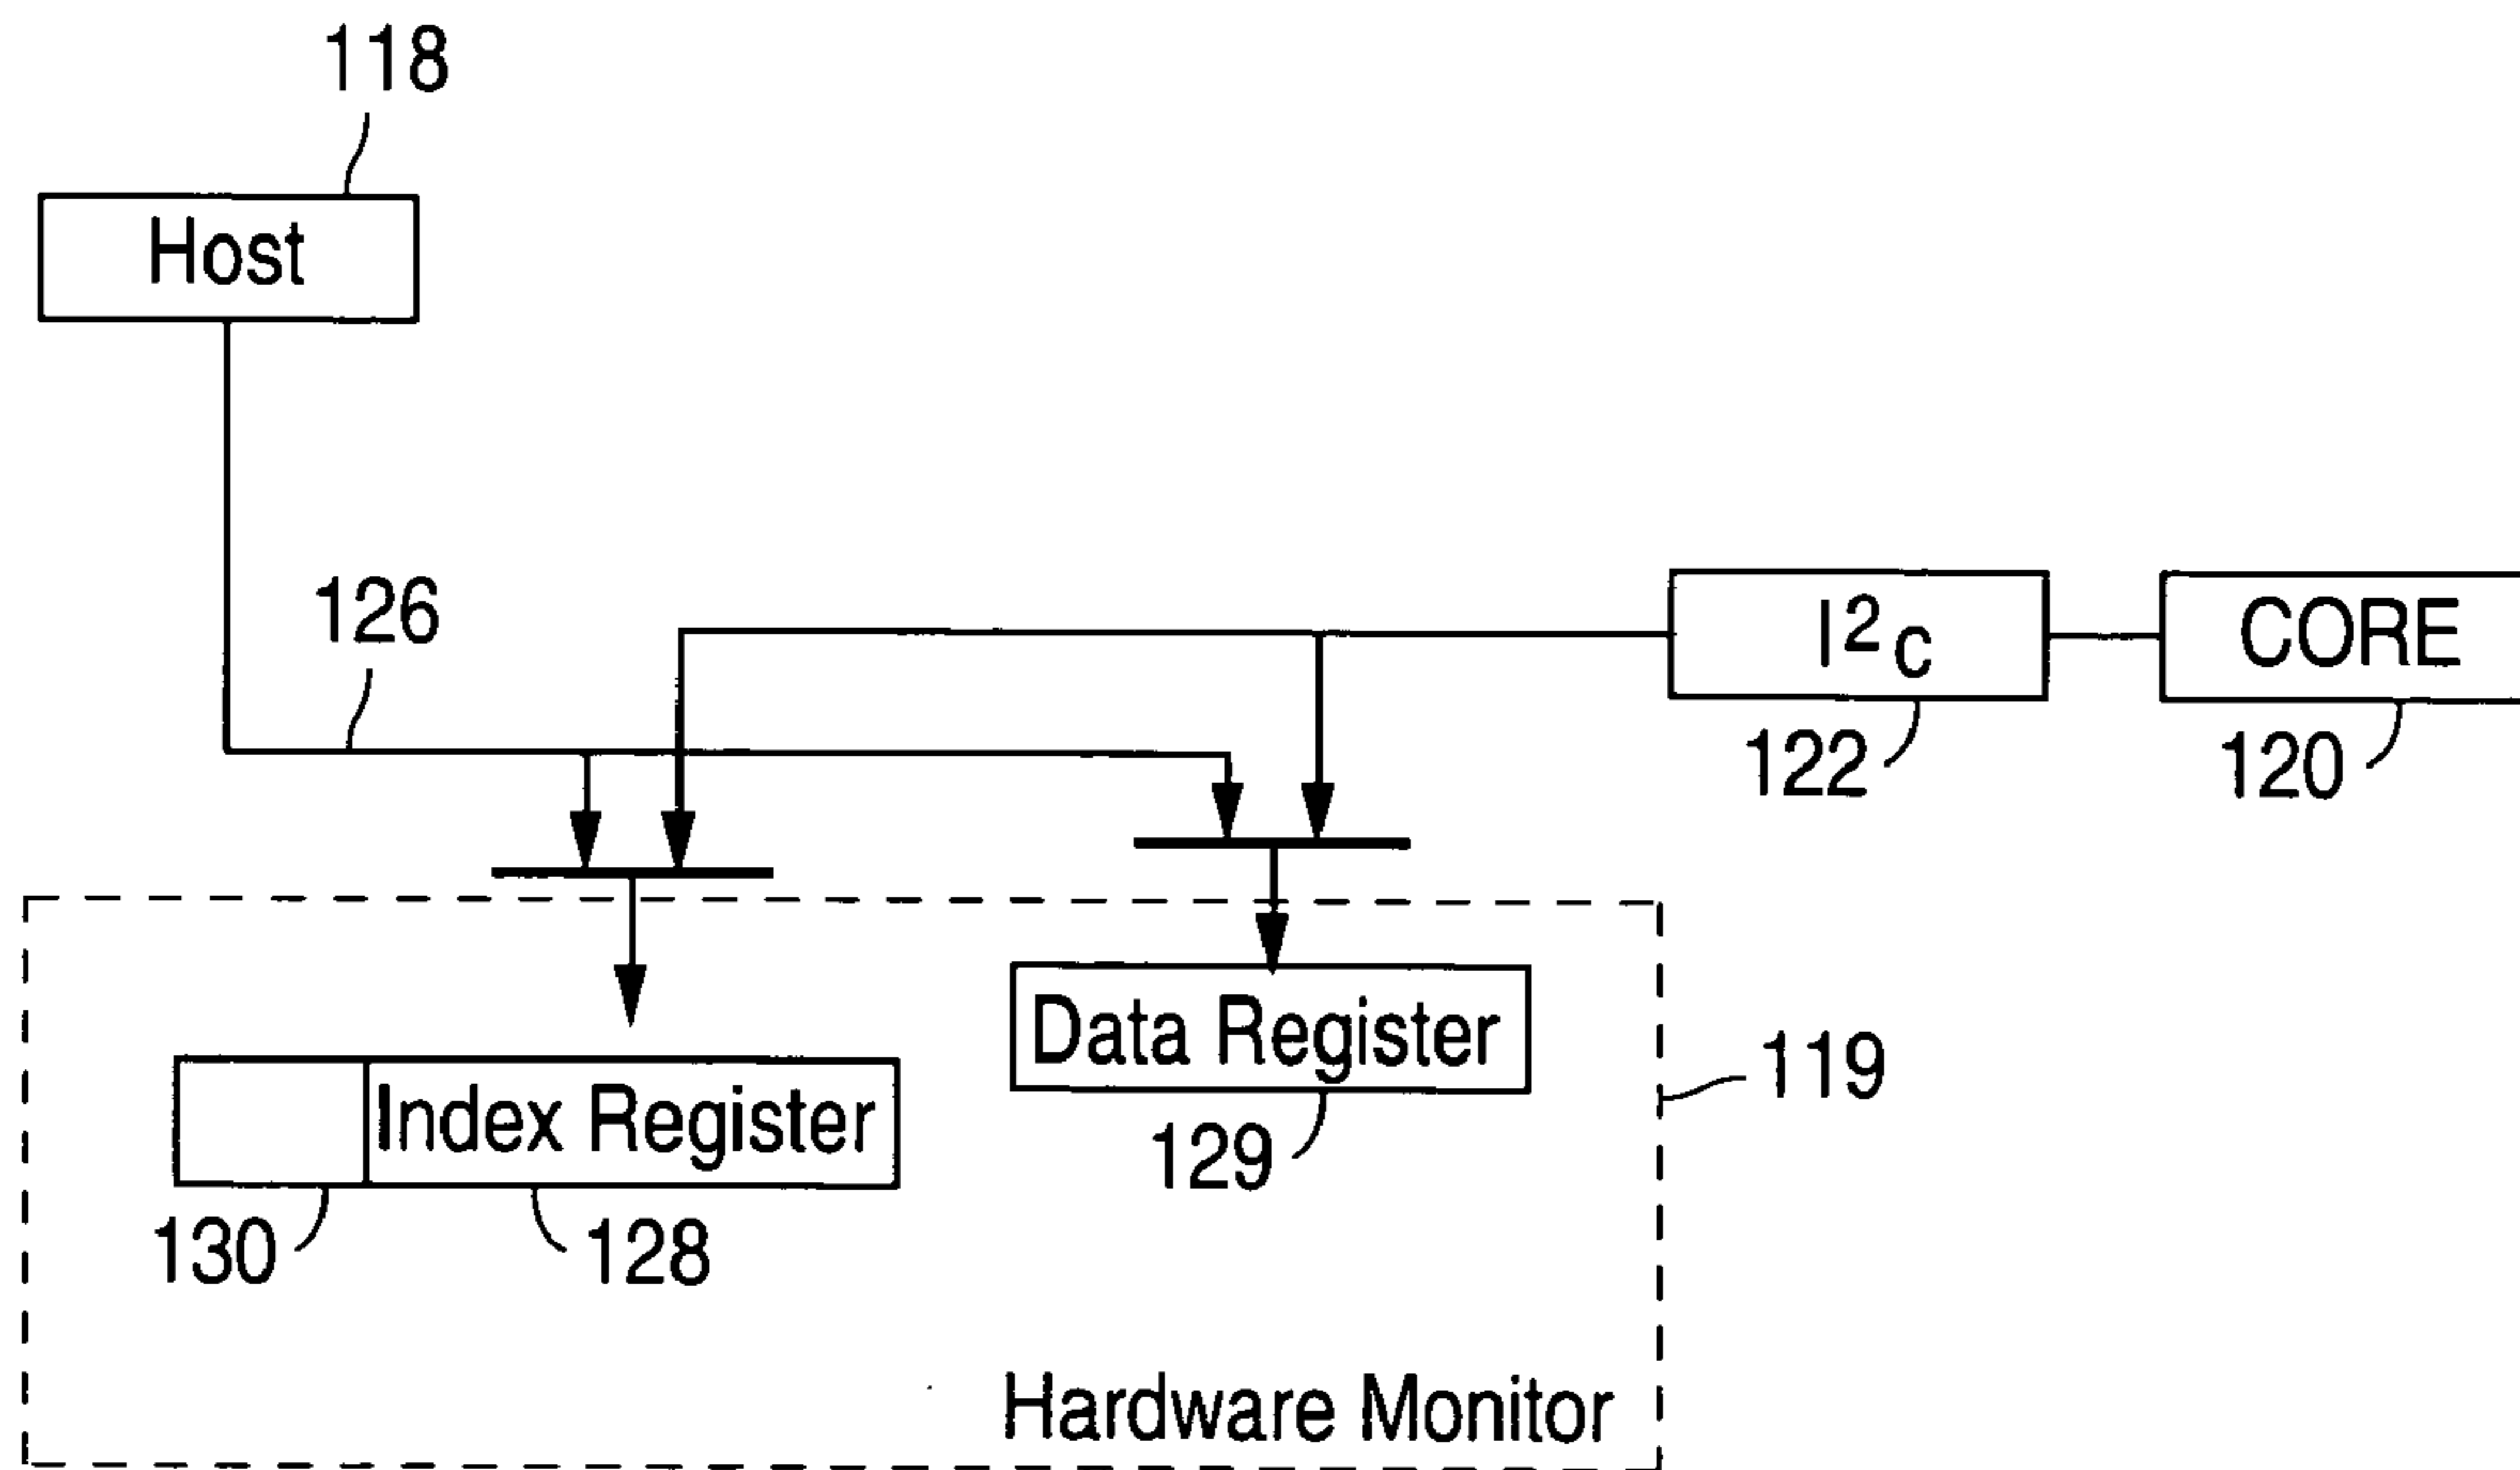 118
Host
126
I²c
CORE
122
120
Data Register
119
Index Register
129
130
128
Hardware Monitor